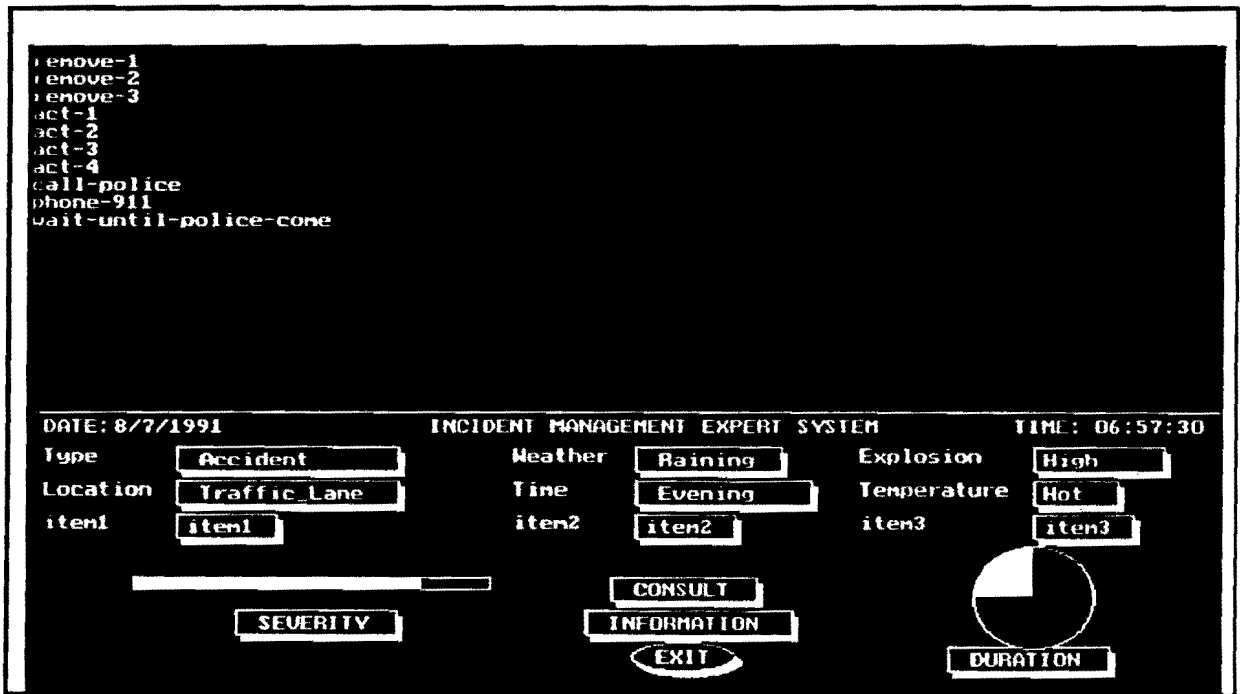 remove-1
remove-2
remove-3
act-1
act-2
act-3
act-4
call-police
phone-911
wait-until-police-come
DATE: 8/7/1991 INCIDENT MANAGEMENT EXPERT SYSTEM TIME: 06:57:30
Type Accident Weather Raining Explosion High
Location Traffic_Lane Time Evening Temperature Hot
item1 item1 item2 item2 item3 item3
CONSULT
SEVERITY INFORMATION
EXIT DURATION